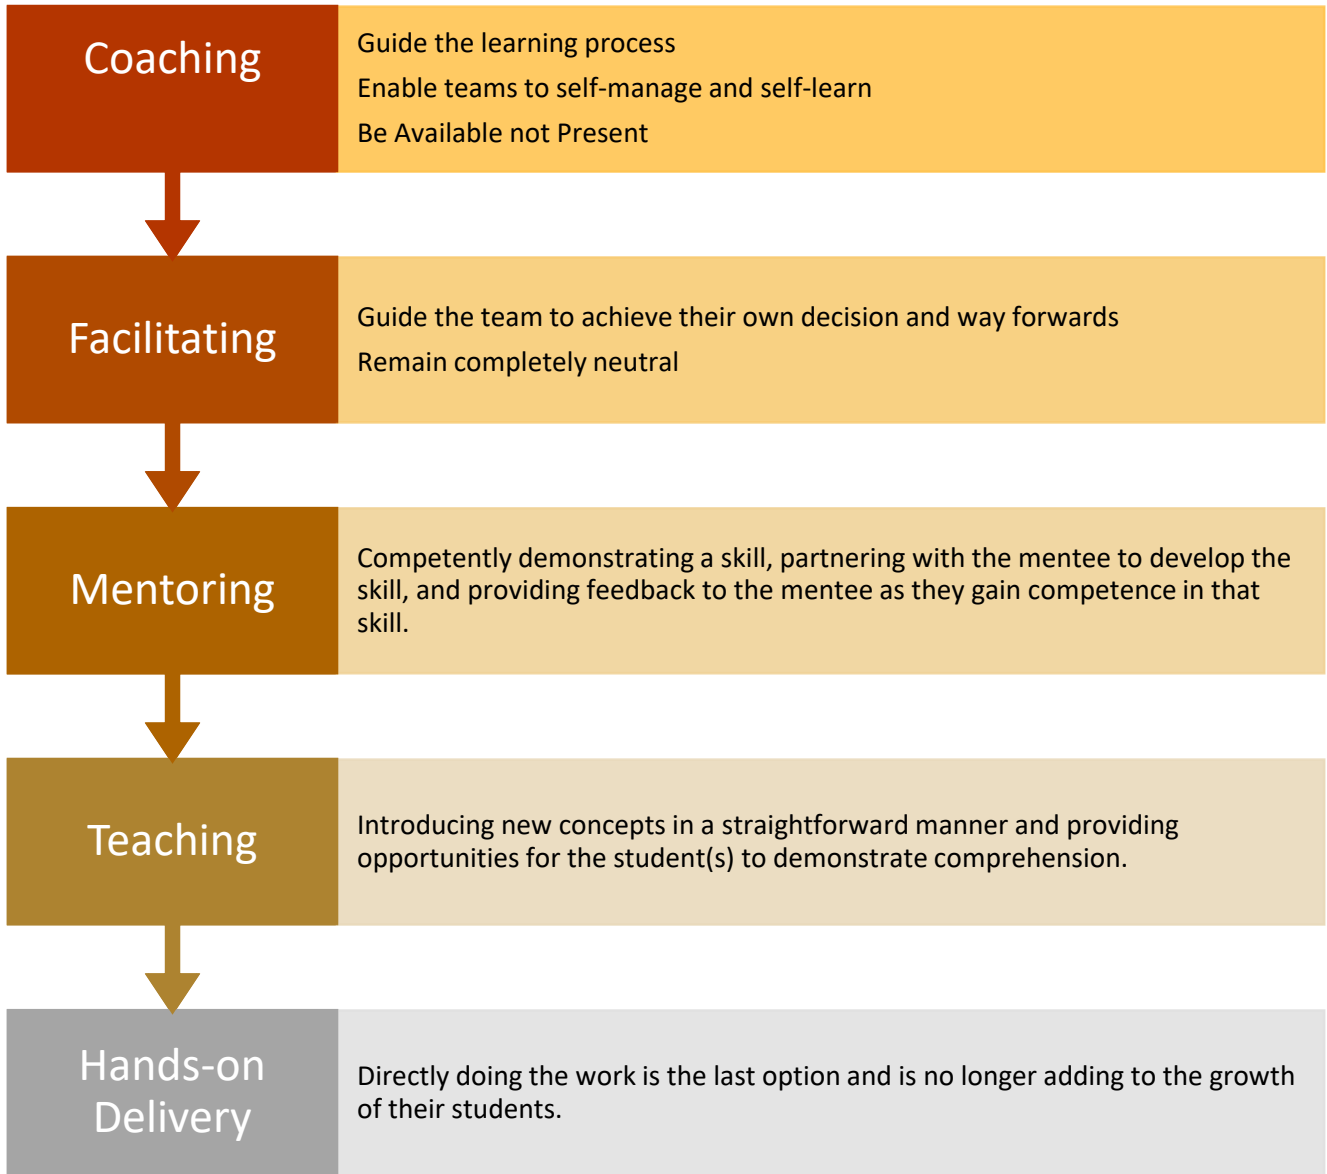 Coaching
Guide the learning process
Enable teams to self-manage and self-learn
Be Available not Present
Facilitating
Guide the team to achieve their own decision and way forwards
Remain completely neutral
Mentoring
Competently demonstrating a skill, partnering with the mentee to develop the
skill, and providing feedback to the mentee as they gain competence in that
skill.
Teaching
Introducing new concepts in a straightforward manner and providing
opportunities for the student(s) to demonstrate comprehension.
Hands-on
Delivery
Directly doing the work is the last option and is no longer adding to the growth
of their students.